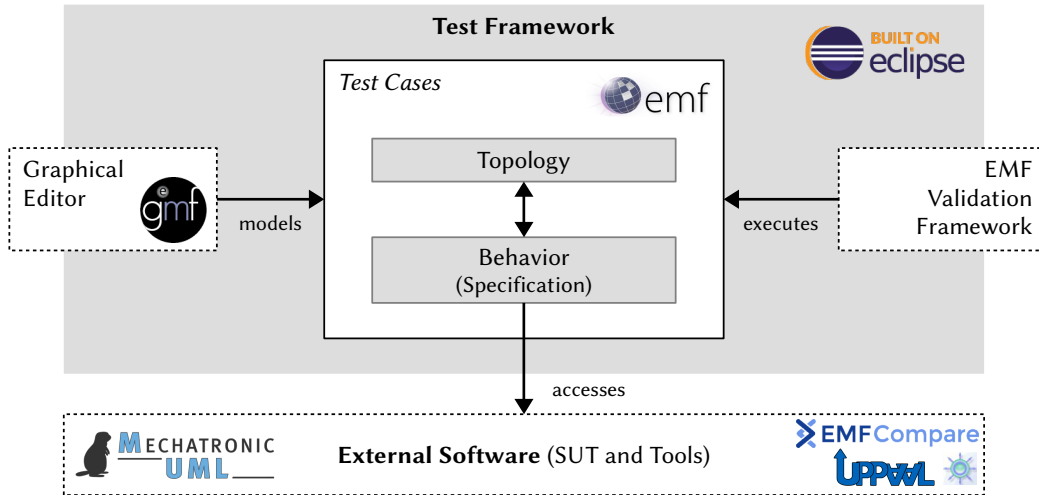 Test Framework
BUILT ON
eclipse
Test Cases
emf
Topology
Graphical
Editor
e
gmf
models
EMF
Validation
Framework
executes
Behavior
(Specification)
accesses
MECHATRONIC
UML
External Software (SUT and Tools)
EMFCompare
UPPAAL